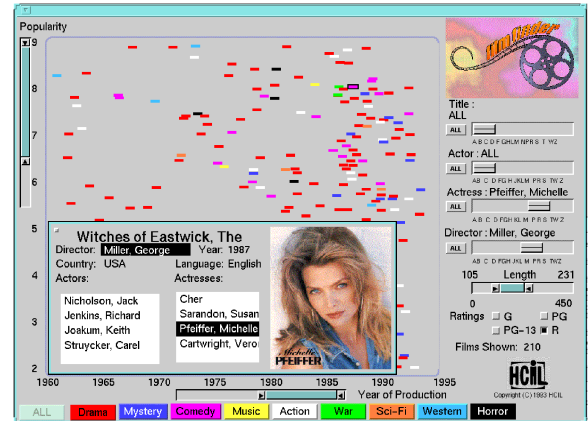 Popularity
9
8
7
6
5
4
3
2
1960 1965 1970 1975 1980 1985 1990 1995
Year of Production
Witches of Eastwick, The
Director: Miller, George Year: 1987
Country: USA Language: English
Actors: Actresses:
Nicholson, Jack
Jenkins, Richard
Joakum, Keith
Struycker, Carel
Cher
Sarandon, Susan
Pfeiffer, Michelle
Cartwright, Vero
Michelle
PFEIFFER
Title :
ALL
ALL
A B C D F G H L M N P R S T W Z
Actor : ALL
ALL
A B C D F G H J K L M P R S T W Z
Actress : Pfeiffer, Michelle
ALL
A B C D F G H J K L M P R S T W Z
Director : Miller, George
ALL
A B C D F G H J K L M P R S T W Z
105 Length 231
0 450
Ratings G PG
PG-13 R
Films Shown: 210
HCIL
Copyright (C) 1993 HCIL
ALL Drama Mystery Comedy Music Action War Sci-Fi Western Horror